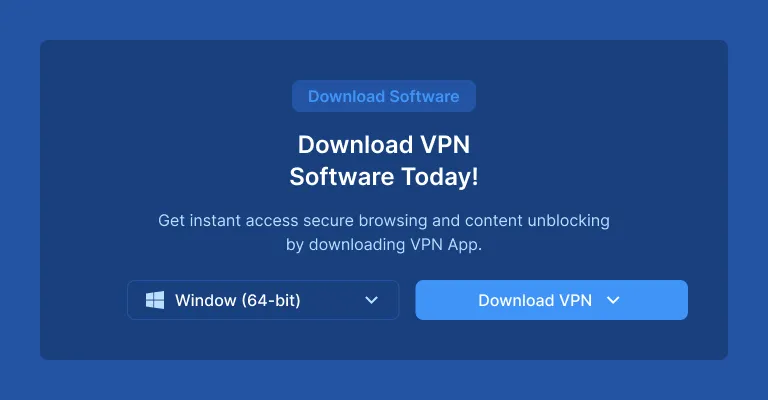 Download Software
Download VPN
Software Today!
Get instant access secure browsing and content unblocking
by downloading VPN App.
Window (64-bit)
Download VPN